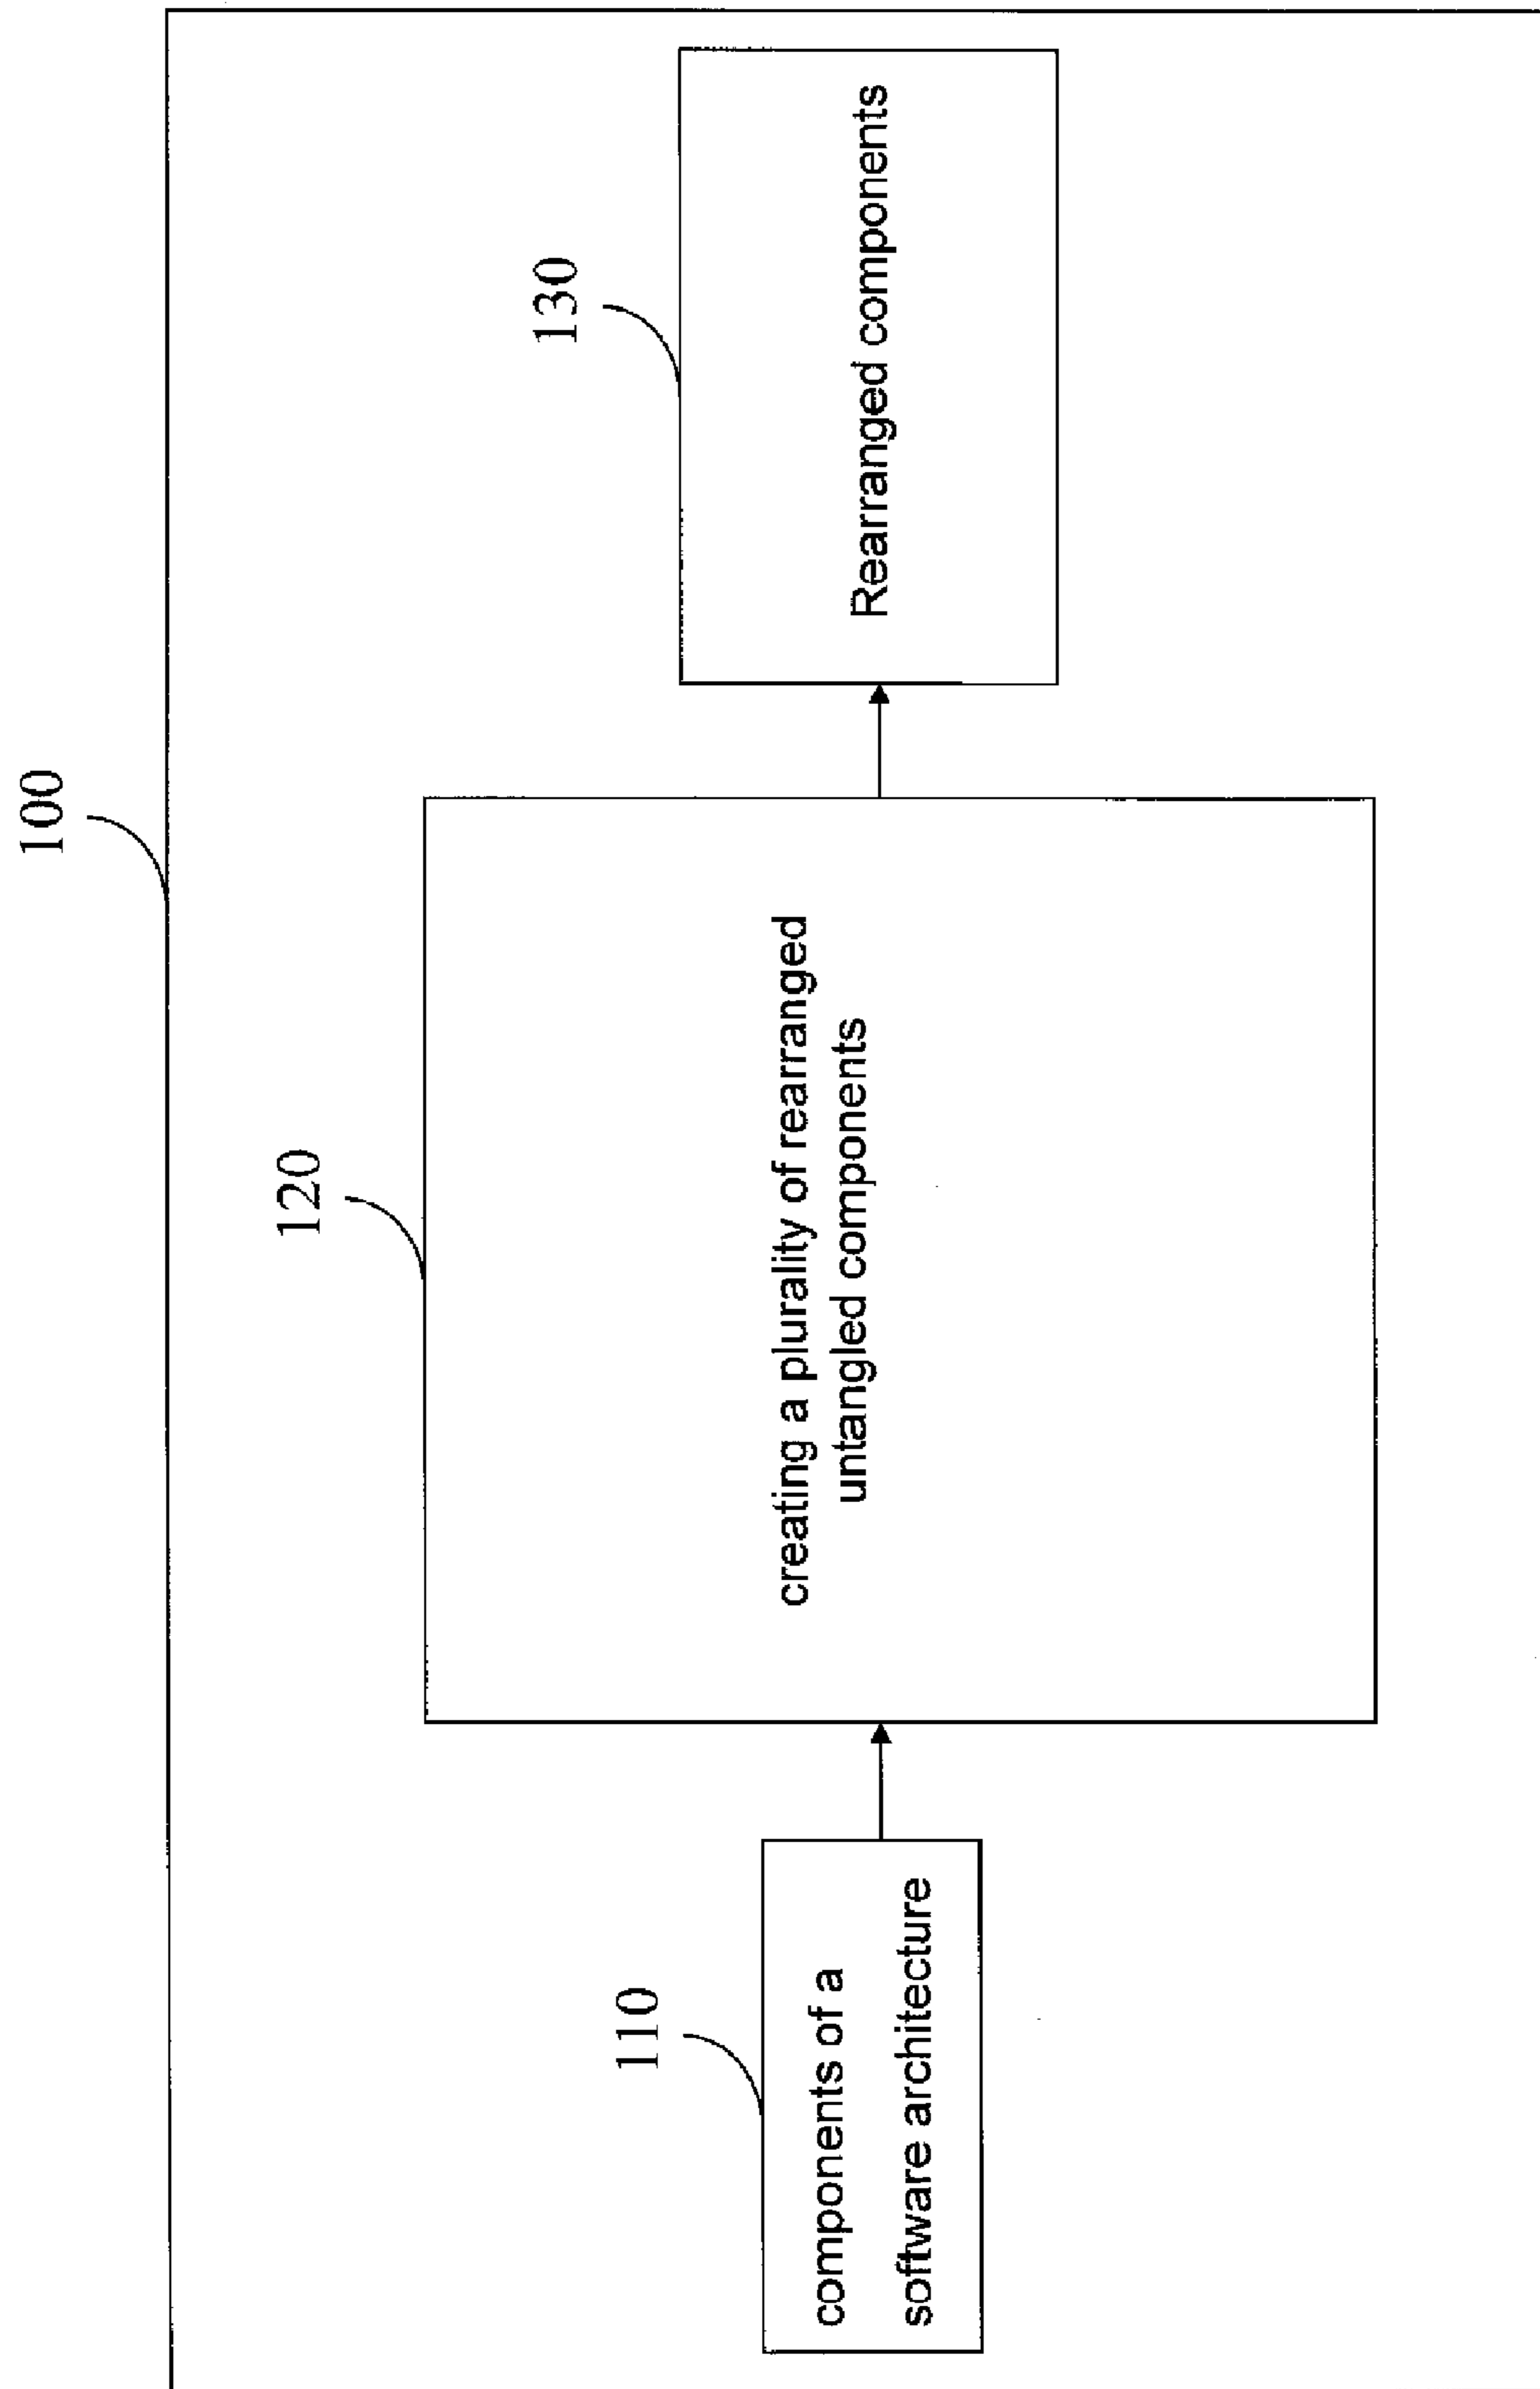 100
110
components of a
software architecture
120
creating a plurality of rearranged
untangled components
130
Rearranged components